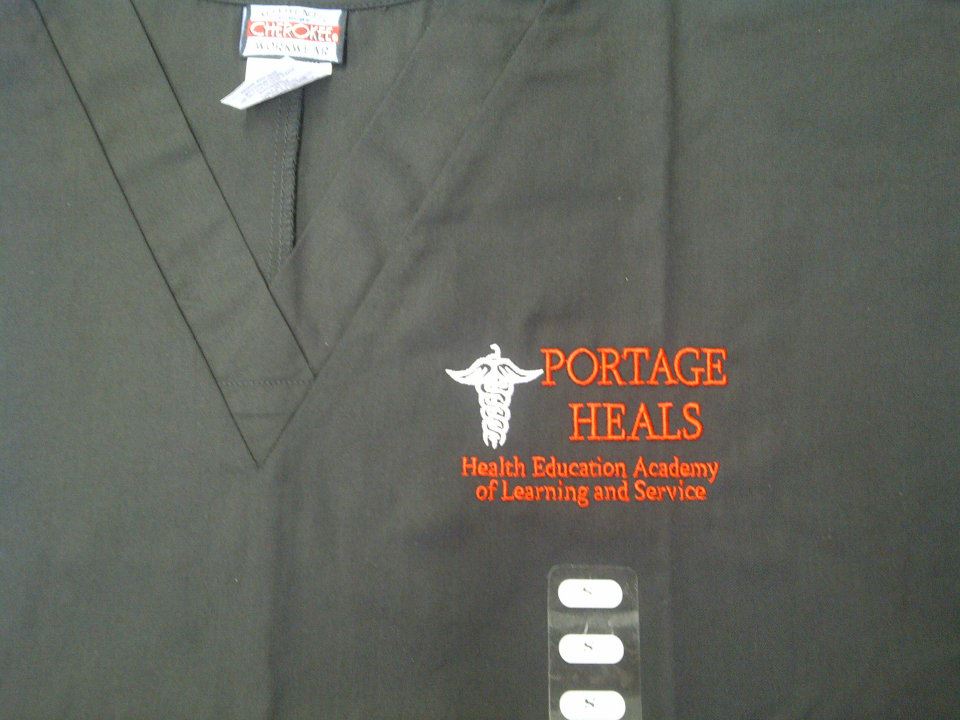 CHEROKEE
WORKWEAR
PORTAGE
HEALS
Health Education Academy
of Learning and Service
S
S
S